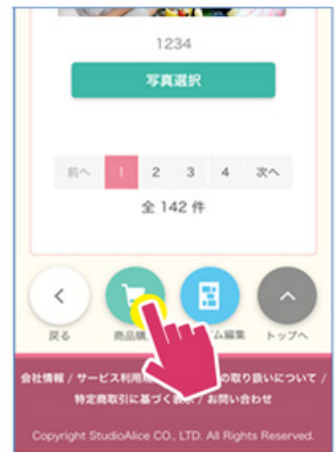 1234
写真選択
前へ 1 2 3 4 次へ
全 142 件
戻る 商品購 ム編集 トップへ
会社情報 / サービス利用 の取り扱いについて /
特定商取引に基づく表示 / お問い合わせ
Copyright StudioAlice CO., LTD. All Rights Reserved.